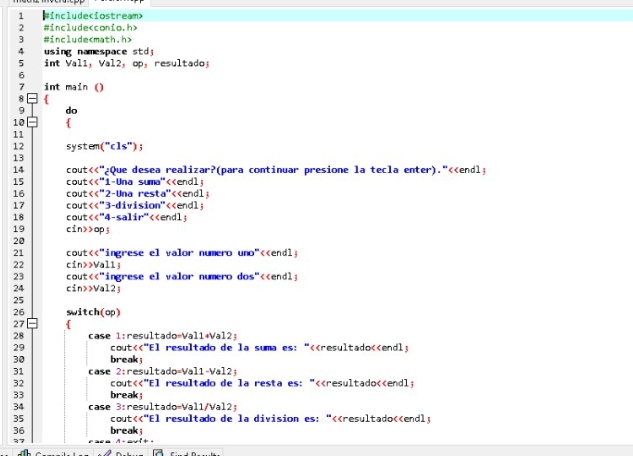 1 #include<iostream>
2 #include<conio.h>
3 #include<math.h>
4 using namespace std;
5 int Val1, Val2, op, resultado;
6
7 int main ()
8 {
9 do
10 {
11
12 system("cls");
13
14 cout<<"¿Que desea realizar?(para continuar presione la tecla enter)."<<endl;
15 cout<<"1-Una suma"<<endl;
16 cout<<"2-Una resta"<<endl;
17 cout<<"3-division"<<endl;
18 cout<<"4-salir"<<endl;
19 cin>>op;
20
21 cout<<"ingrese el valor numero uno"<<endl;
22 cin>>Val1;
23 cout<<"ingrese el valor numero dos"<<endl;
24 cin>>Val2;
25
26 switch(op)
27 {
28 case 1:resultado=Val1+Val2;
29 cout<<"El resultado de la suma es: "<<resultado<<endl;
30 break;
31 case 2:resultado=Val1-Val2;
32 cout<<"El resultado de la resta es: "<<resultado<<endl;
33 break;
34 case 3:resultado=Val1/Val2;
35 cout<<"El resultado de la division es: "<<resultado<<endl;
36 break;
37 case 4:exit;
Compile Log Debug Find Results